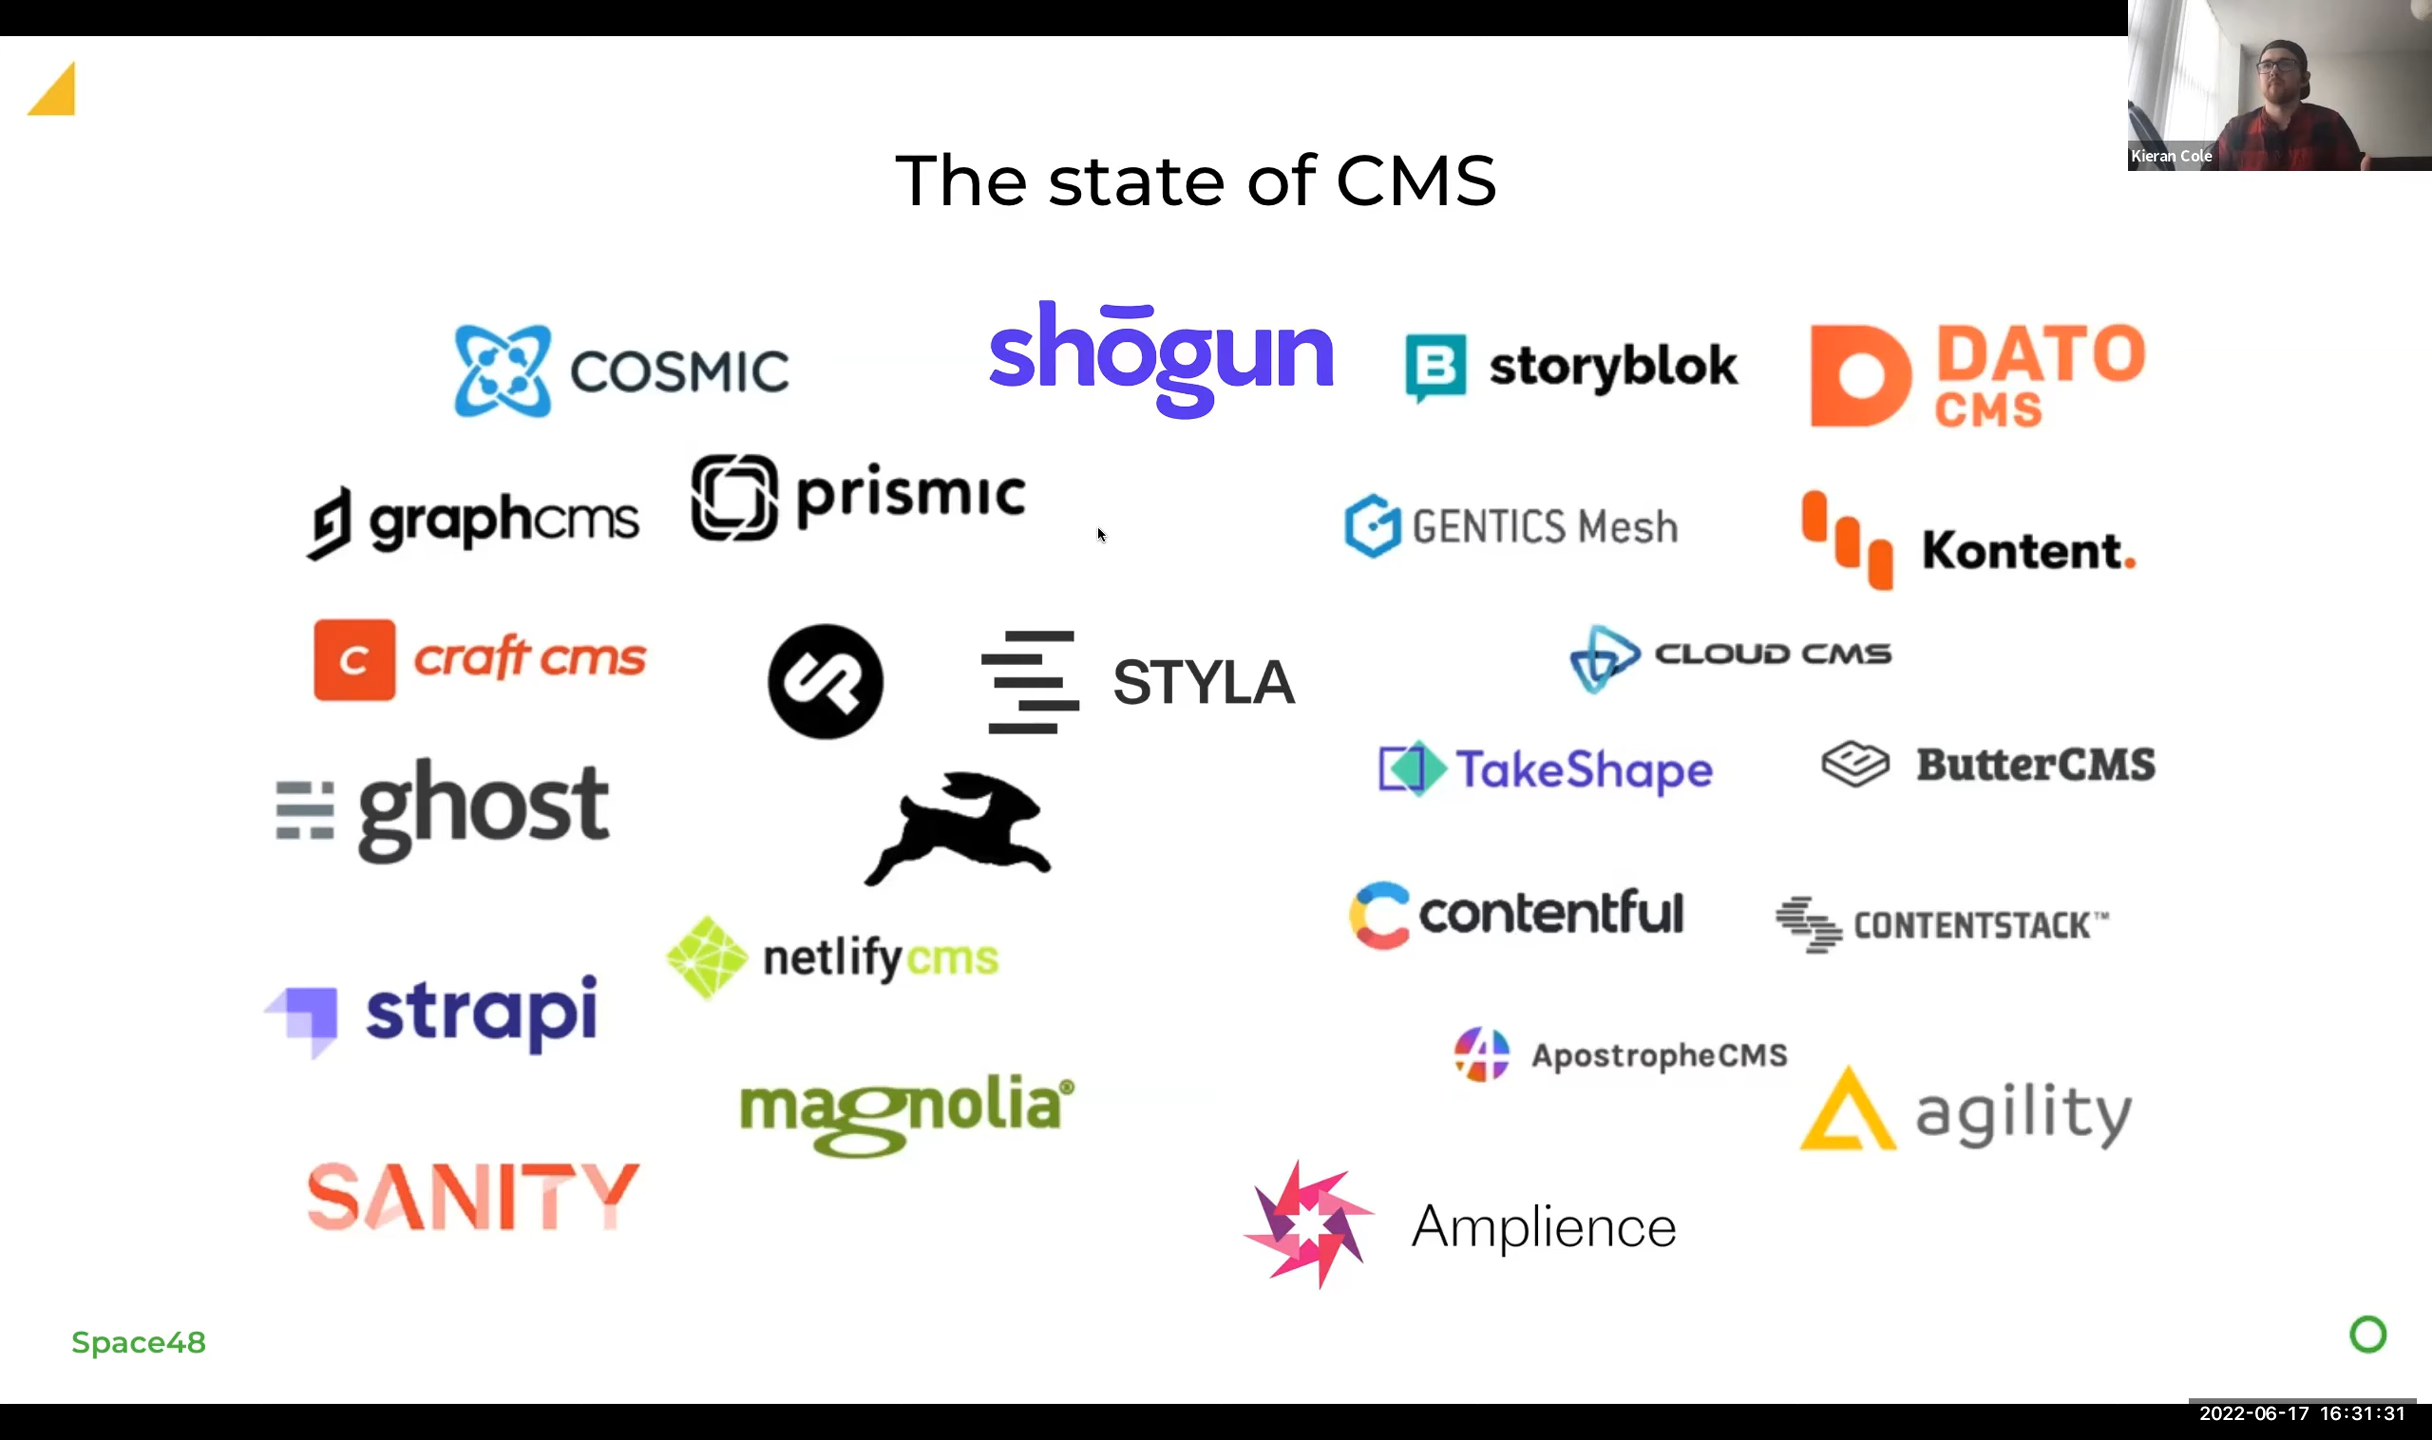 Kieran Cole
The state of CMS
COSMIC
shōgun
storyblok
DATO
CMS
graphcms
prismic
GENTICS Mesh
Kontent.
c craft cms
STYLA
CLOUD CMS
ghost
TakeShape
ButterCMS
contentful
CONTENTSTACK™
netlifycms
strapi
ApostropheCMS
magnolia®
agility
SANITY
Amplience
Space48
2022-06-17 16:31:31